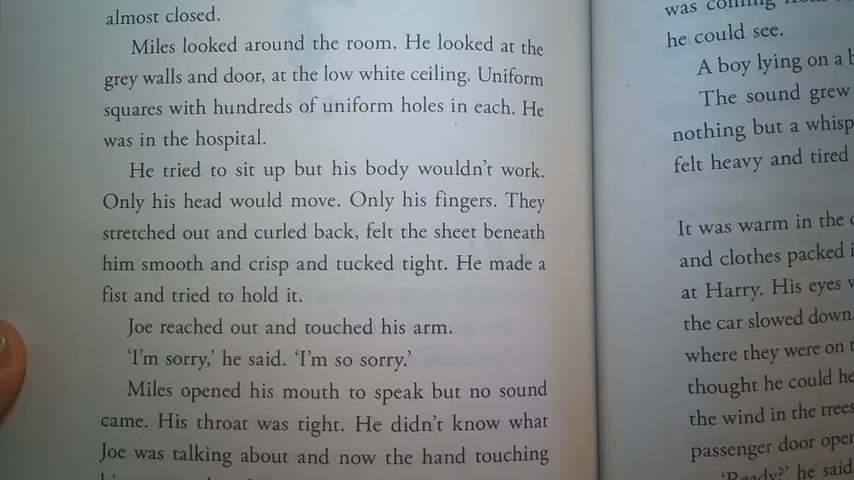 almost closed.
Miles looked around the room. He looked at the
grey walls and door, at the low white ceiling. Uniform
squares with hundreds of uniform holes in each. He
was in the hospital.
He tried to sit up but his body wouldn't work.
Only his head would move. Only his fingers. They
stretched out and curled back, felt the sheet beneath
him smooth and crisp and tucked tight. He made a
fist and tried to hold it.
Joe reached out and touched his arm.
'I'm sorry,' he said. 'I'm so sorry.'
Miles opened his mouth to speak but no sound
came. His throat was tight. He didn't know what
Joe was talking about and now the hand touching
was coming
he could see.
A boy lying on a
The sound grew
nothing but a
felt heavy and tired
It was warm in the
and clothes packed
at Harry. His eyes
the car slowed down.
where they were on
thought he could
the wind in the trees
passenger door
'Ready?' he said